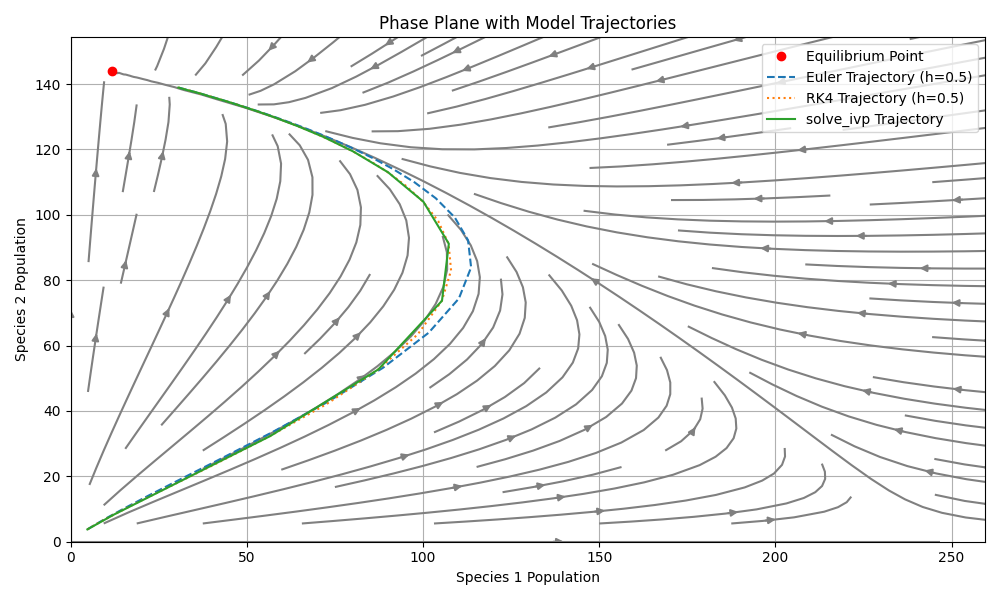 Phase Plane with Model Trajectories
Equilibrium Point
Euler Trajectory (h=0.5)
RK4 Trajectory (h=0.5)
solve_ivp Trajectory
Species 2 Population
140
120
100
80
60
40
20
0
0 50 100 150 200 250
Species 1 Population